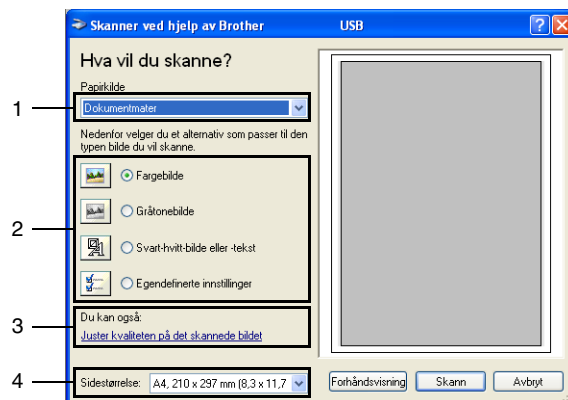 Skanner ved hjelp av Brother USB
Hva vil du skanne?
Papirkilde
1
Dokumentmater
Nedenfor velger du et alternativ som passer til den
typen bilde du vil skanne.
2
Fargebilde
Gråtonebilde
Svart-hvitt-bilde eller -tekst
Egendefinerte innstillinger
3
Du kan også:
Juster kvaliteten på det skannede bildet
4
Sidestørrelse: A4, 210 x 297 mm (8,3 x 11,7
Forhåndsvisning Skann Avbryt